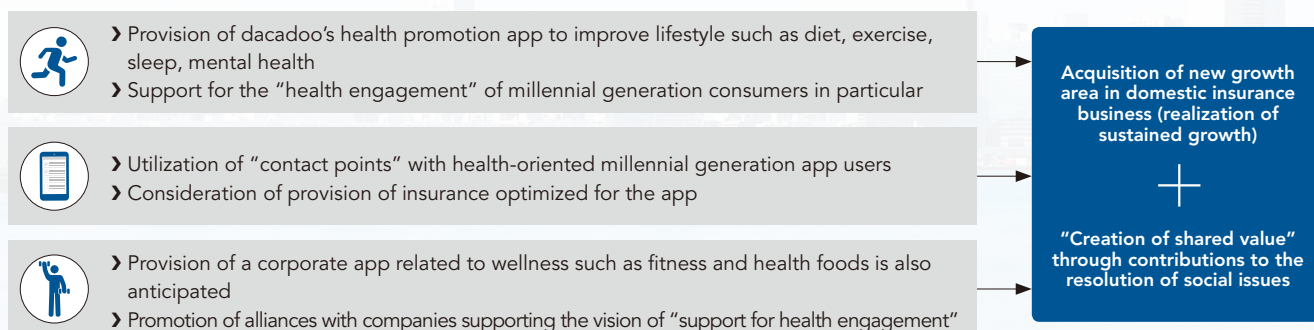 ❯ Provision of dacadoo’s health promotion app to improve lifestyle such as diet, exercise,
sleep, mental health
❯ Support for the “health engagement” of millennial generation consumers in particular
❯ Utilization of “contact points” with health-oriented millennial generation app users
❯ Consideration of provision of insurance optimized for the app
❯ Provision of a corporate app related to wellness such as fitness and health foods is also
anticipated
❯ Promotion of alliances with companies supporting the vision of “support for health engagement”
Acquisition of new growth
area in domestic insurance
business (realization of
sustained growth)
+
“Creation of shared value”
through contributions to the
resolution of social issues